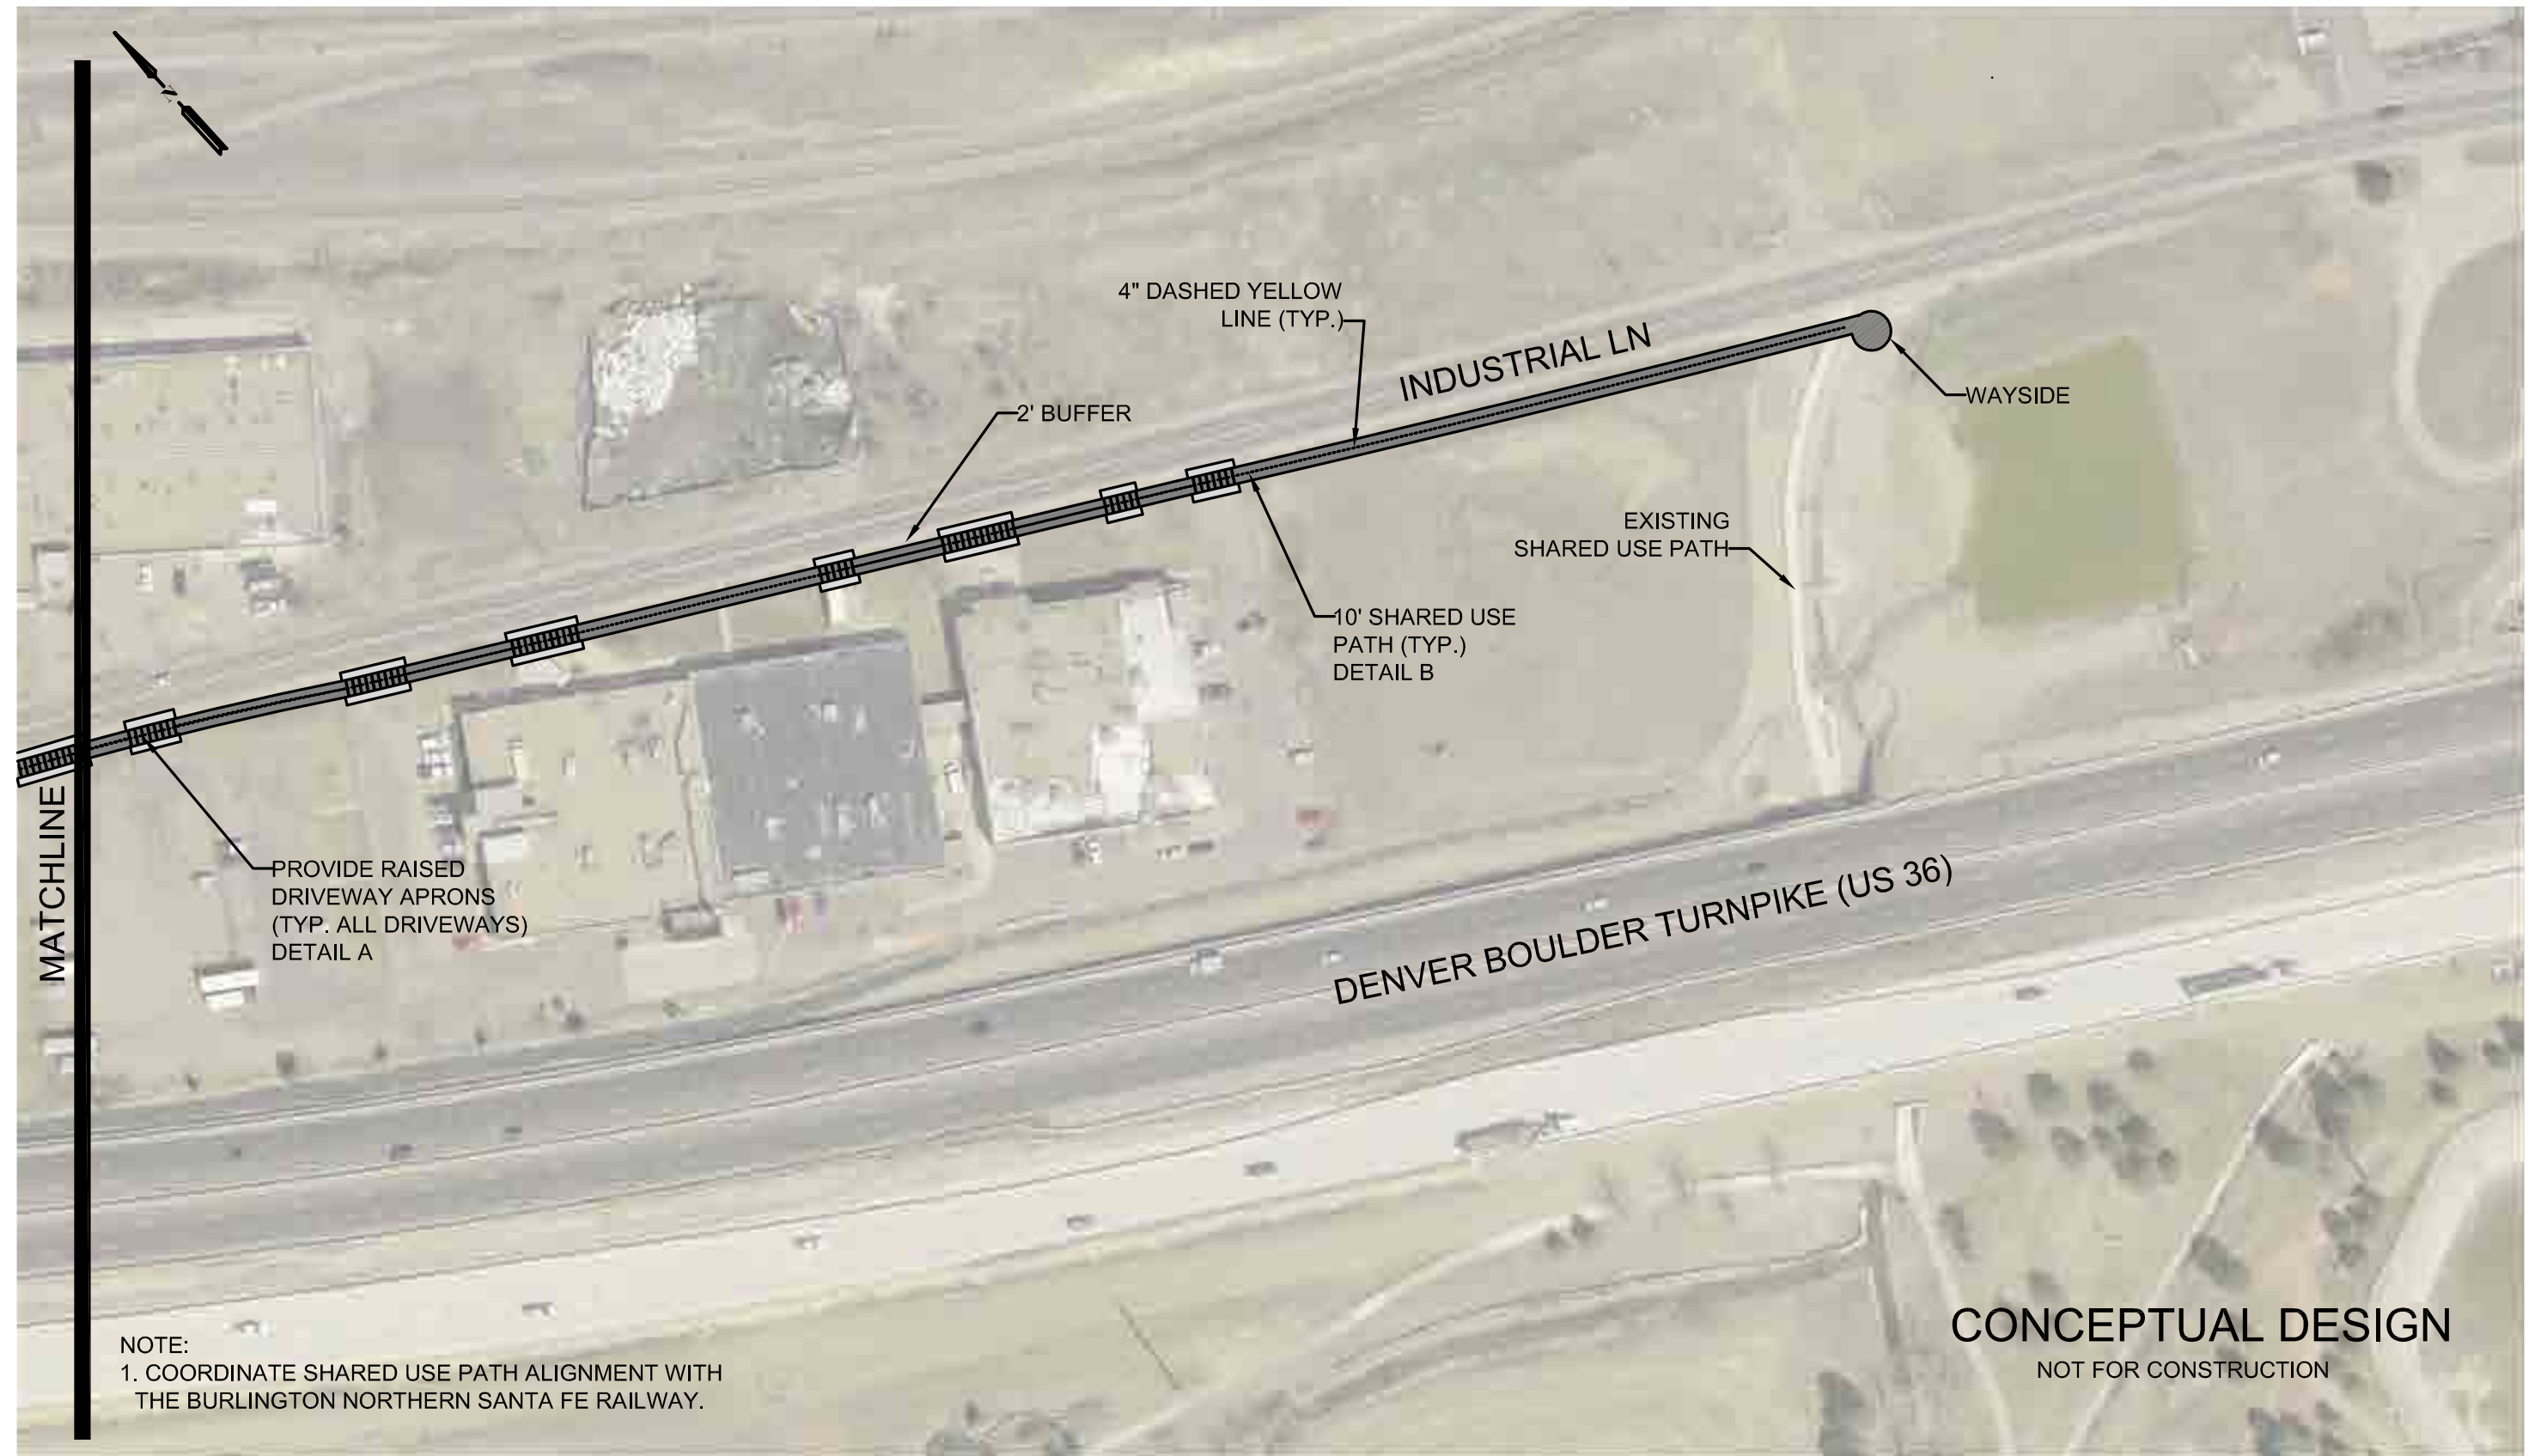 4" DASHED YELLOW
LINE (TYP.)
INDUSTRIAL LN
WAYSIDE
2' BUFFER
EXISTING
SHARED USE PATH
10' SHARED USE
PATH (TYP.)
DETAIL B
MATCHLINE
PROVIDE RAISED
DRIVEWAY APRONS
(TYP. ALL DRIVEWAYS)
DETAIL A
DENVER BOULDER TURNPIKE (US 36)
NOTE:
1. COORDINATE SHARED USE PATH ALIGNMENT WITH
THE BURLINGTON NORTHERN SANTA FE RAILWAY.
CONCEPTUAL DESIGN
NOT FOR CONSTRUCTION